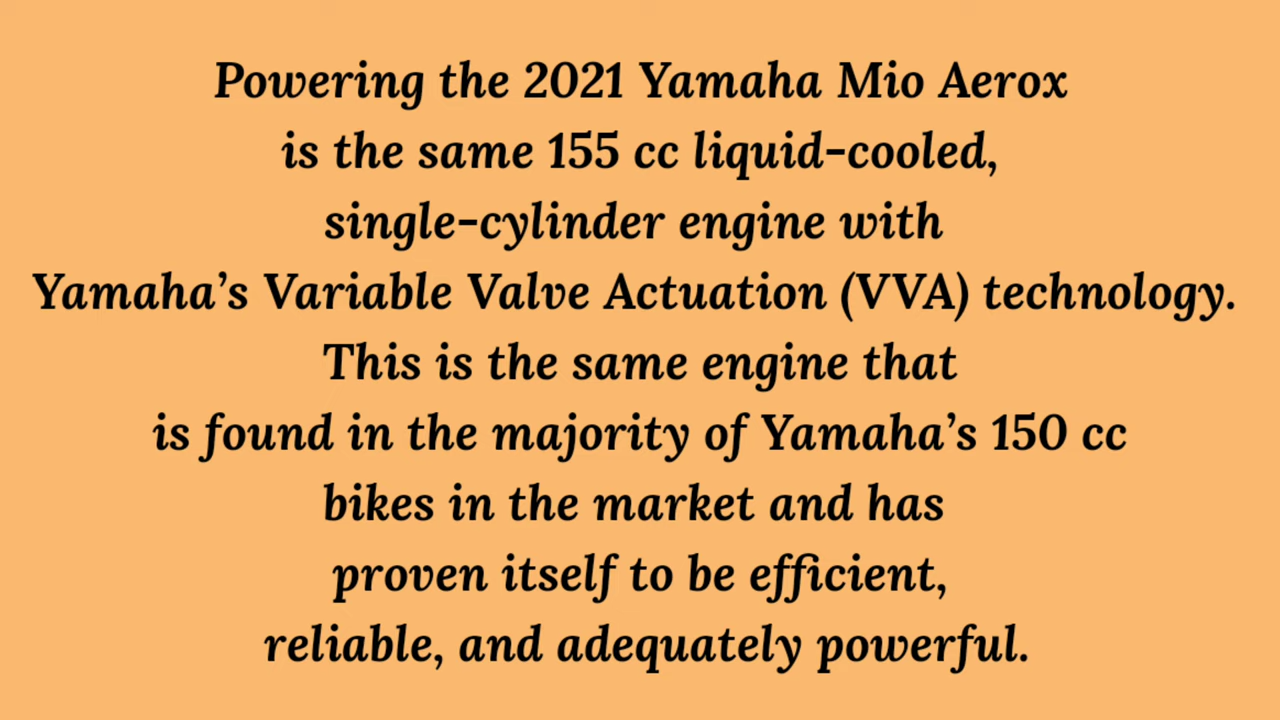 Powering the 2021 Yamaha Mio Aerox
is the same 155 cc liquid-cooled,
single-cylinder engine with
Yamaha’s Variable Valve Actuation (VVA) technology.
This is the same engine that
is found in the majority of Yamaha’s 150 cc
bikes in the market and has
proven itself to be efficient,
reliable, and adequately powerful.